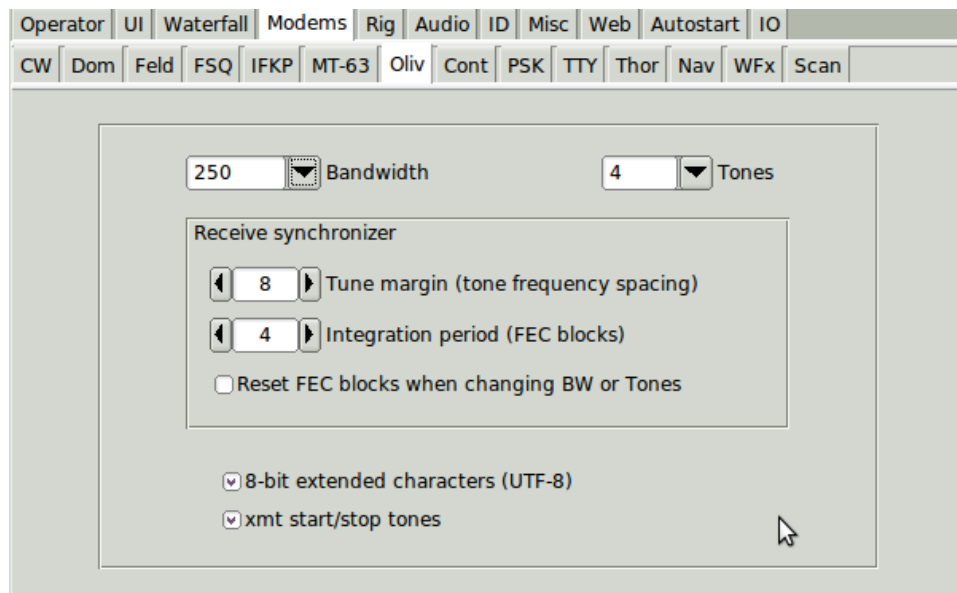 Operator UI Waterfall Modems Rig Audio ID Misc Web Autostart IO
CW Dom Feld FSQ IFKP MT-63 Oliv Cont PSK TTY Thor Nav WFx Scan
250 Bandwidth 4 Tones
Receive synchronizer
8 Tune margin (tone frequency spacing)
4 Integration period (FEC blocks)
Reset FEC blocks when changing BW or Tones
8-bit extended characters (UTF-8)
xmt start/stop tones